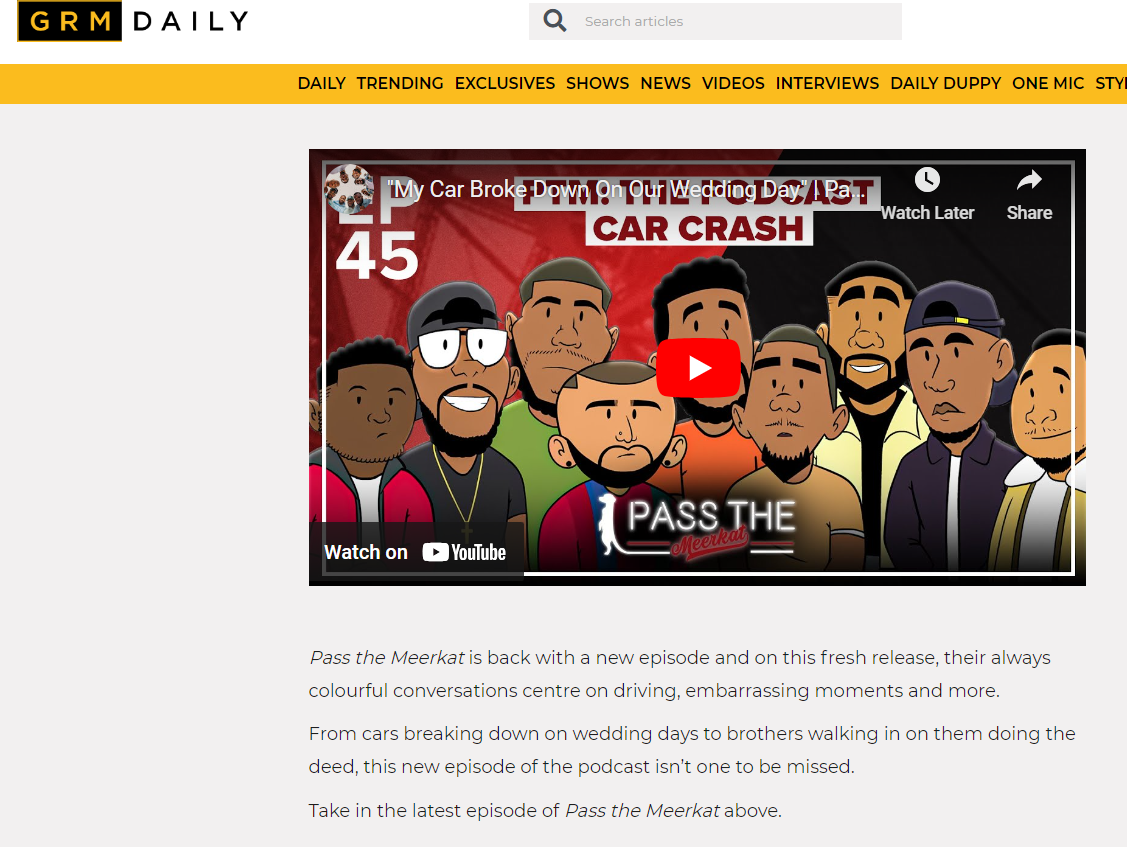 GRM DAILY
Search articles
DAILY TRENDING EXCLUSIVES SHOWS NEWS VIDEOS INTERVIEWS DAILY DUPPY ONE MIC
"My Car Broke Down On Our Wedding Day" | Pa...
PTM: THE PODCAST
CAR CRASH
Watch Later
Share
EP
45
PASS THE
Meerkat
Watch on YouTube
Pass the Meerkat is back with a new episode and on this fresh release, their always
colourful conversations centre on driving, embarrassing moments and more.
From cars breaking down on wedding days to brothers walking in on them doing the
deed, this new episode of the podcast isn’t one to be missed.
Take in the latest episode of Pass the Meerkat above.